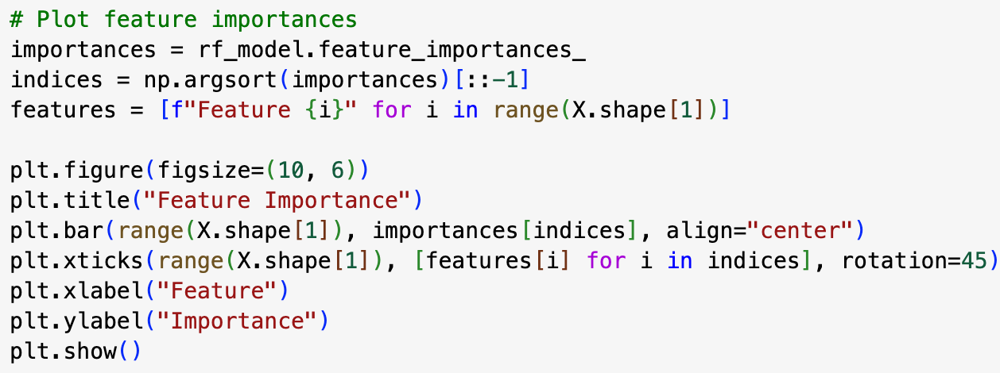 # Plot feature importances
importances = rf_model.feature_importances_
indices = np.argsort(importances)[::-1]
features = [f"Feature {i}" for i in range(X.shape[1])]

plt.figure(figsize=(10, 6))
plt.title("Feature Importance")
plt.bar(range(X.shape[1]), importances[indices], align="center")
plt.xticks(range(X.shape[1]), [features[i] for i in indices], rotation=45)
plt.xlabel("Feature")
plt.ylabel("Importance")
plt.show()